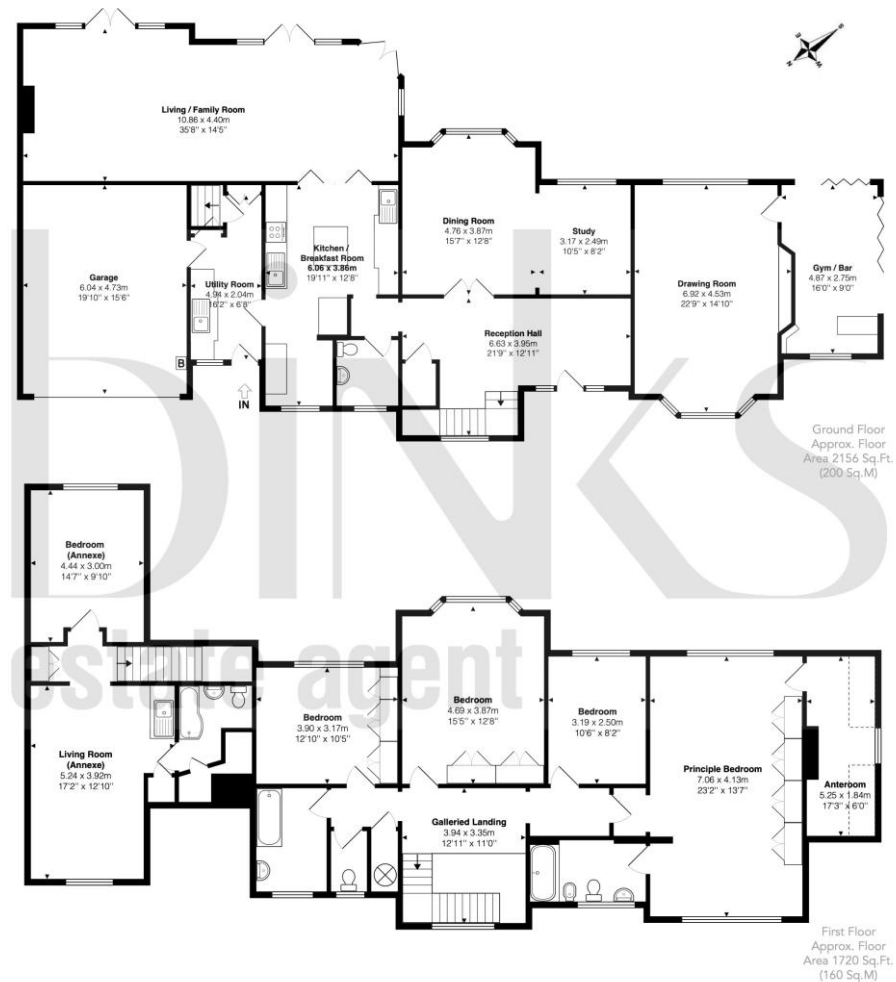 S
E
W
N
Living / Family Room
10.86 x 4.40m
35'8" x 14'5"
Dining Room
4.76 x 3.87m
15'7" x 12'8"
Study
3.17 x 2.49m
10'5" x 8'2"
Kitchen /
Breakfast Room
6.06 x 3.86m
19'11" x 12'8"
Garage
6.04 x 4.73m
19'10" x 15'6"
Utility Room
4.94 x 2.04m
16'2" x 6'8"
Drawing Room
6.92 x 4.53m
22'9" x 14'10"
Gym / Bar
4.87 x 2.75m
16'0" x 9'0"
Reception Hall
6.63 x 3.95m
21'9" x 12'11"
B
IN
Ground Floor
Approx. Floor
Area 2156 Sq.Ft.
(200 Sq.M)
estate agent
Bedroom
(Annexe)
4.44 x 3.00m
14'7" x 9'10"
Bedroom
3.90 x 3.17m
12'10" x 10'5"
Bedroom
4.69 x 3.87m
15'5" x 12'8"
Bedroom
3.19 x 2.50m
10'6" x 8'2"
Living Room
(Annexe)
5.24 x 3.92m
17'2" x 12'10"
Principle Bedroom
7.06 x 4.13m
23'2" x 13'7"
Anteroom
5.25 x 1.84m
17'3" x 6'0"
Galleried Landing
3.94 x 3.35m
12'11" x 11'0"
First Floor
Approx. Floor
Area 1720 Sq.Ft.
(160 Sq.M)